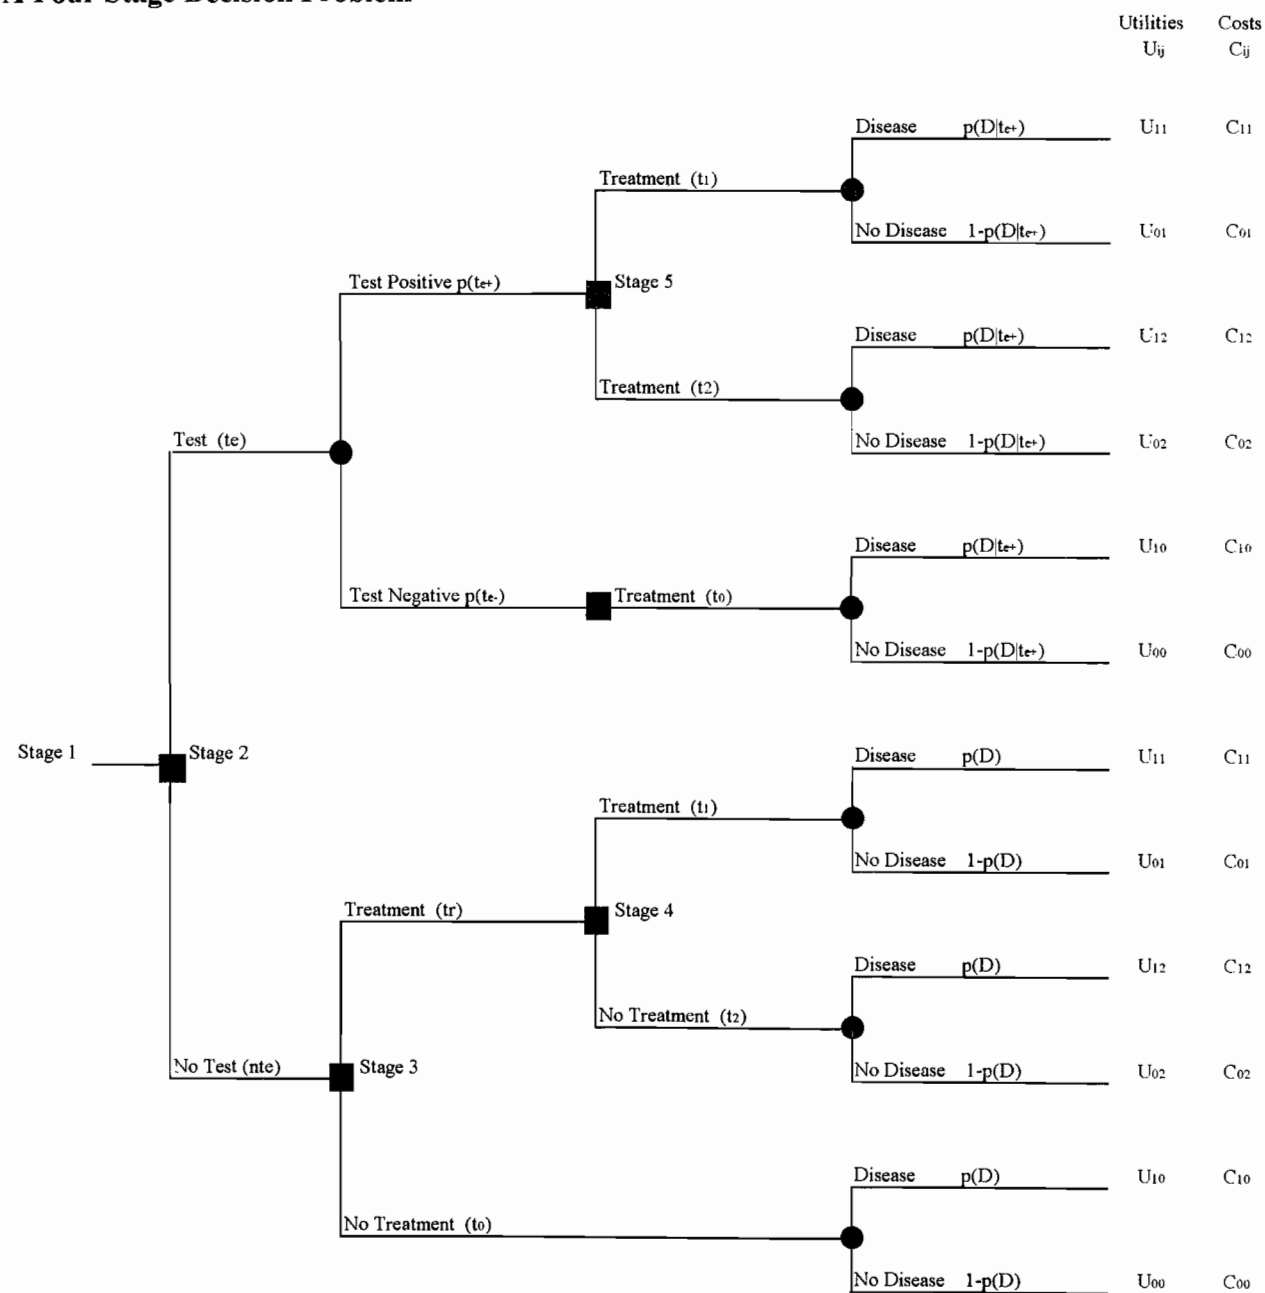 A Four Stage Decision Problem
Utilities Costs
Uij Cij
Disease p(D|te+) U11 C11
Treatment (t1)
No Disease 1-p(D|te+) U01 C01
Test Positive p(te+) Stage 5
Disease p(D|te+) U12 C12
Treatment (t2)
Test (te) No Disease 1-p(D|te+) U02 C02
Disease p(D|te+) U10 C10
Test Negative p(te-) Treatment (t0)
No Disease 1-p(D|te+) U00 C00
Stage 1 Stage 2 Disease p(D) U11 C11
Treatment (t1)
No Disease 1-p(D) U01 C01
Treatment (tr) Stage 4
Disease p(D) U12 C12
No Treatment (t2)
No Test (nte) Stage 3 No Disease 1-p(D) U02 C02
Disease p(D) U10 C10
No Treatment (t0)
No Disease 1-p(D) U00 C00